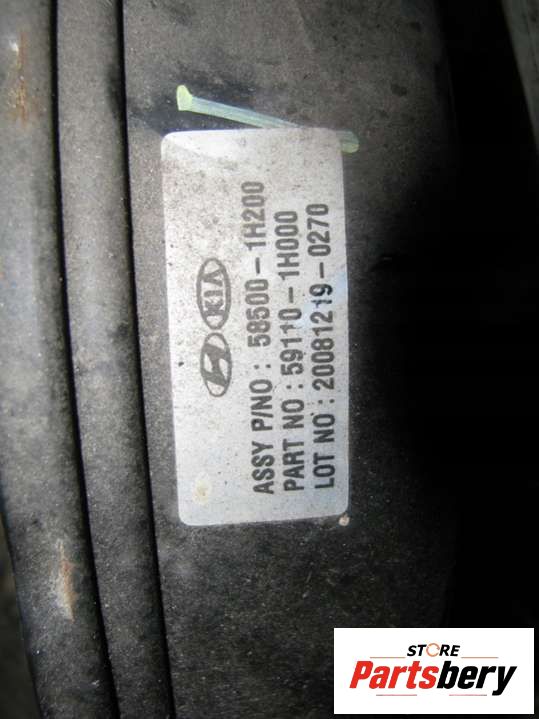 KIA
ASSY P/NO : 58500-1H200
PART NO : 59110-1H000
LOT NO : 20081219-0270
STORE
Partsbery